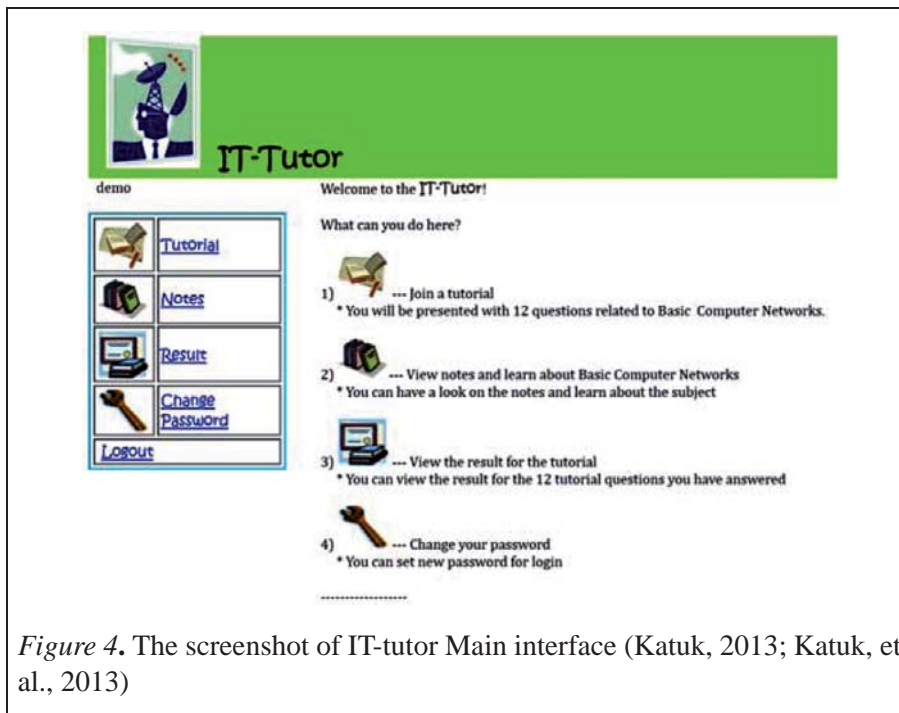 IT-Tutor
demo
Tutorial
Notes
Result
Change
Password
Logout
Welcome to the IT-Tutor!
What can you do here?
1) --- Join a tutorial
* You will be presented with 12 questions related to Basic Computer Networks.
2) --- View notes and learn about Basic Computer Networks
* You can have a look on the notes and learn about the subject
3) --- View the result for the tutorial
* You can view the result for the 12 tutorial questions you have answered
4) --- Change your password
* You can set new password for login
------------------
Figure 4. The screenshot of IT-tutor Main interface (Katuk, 2013; Katuk, et
al., 2013)